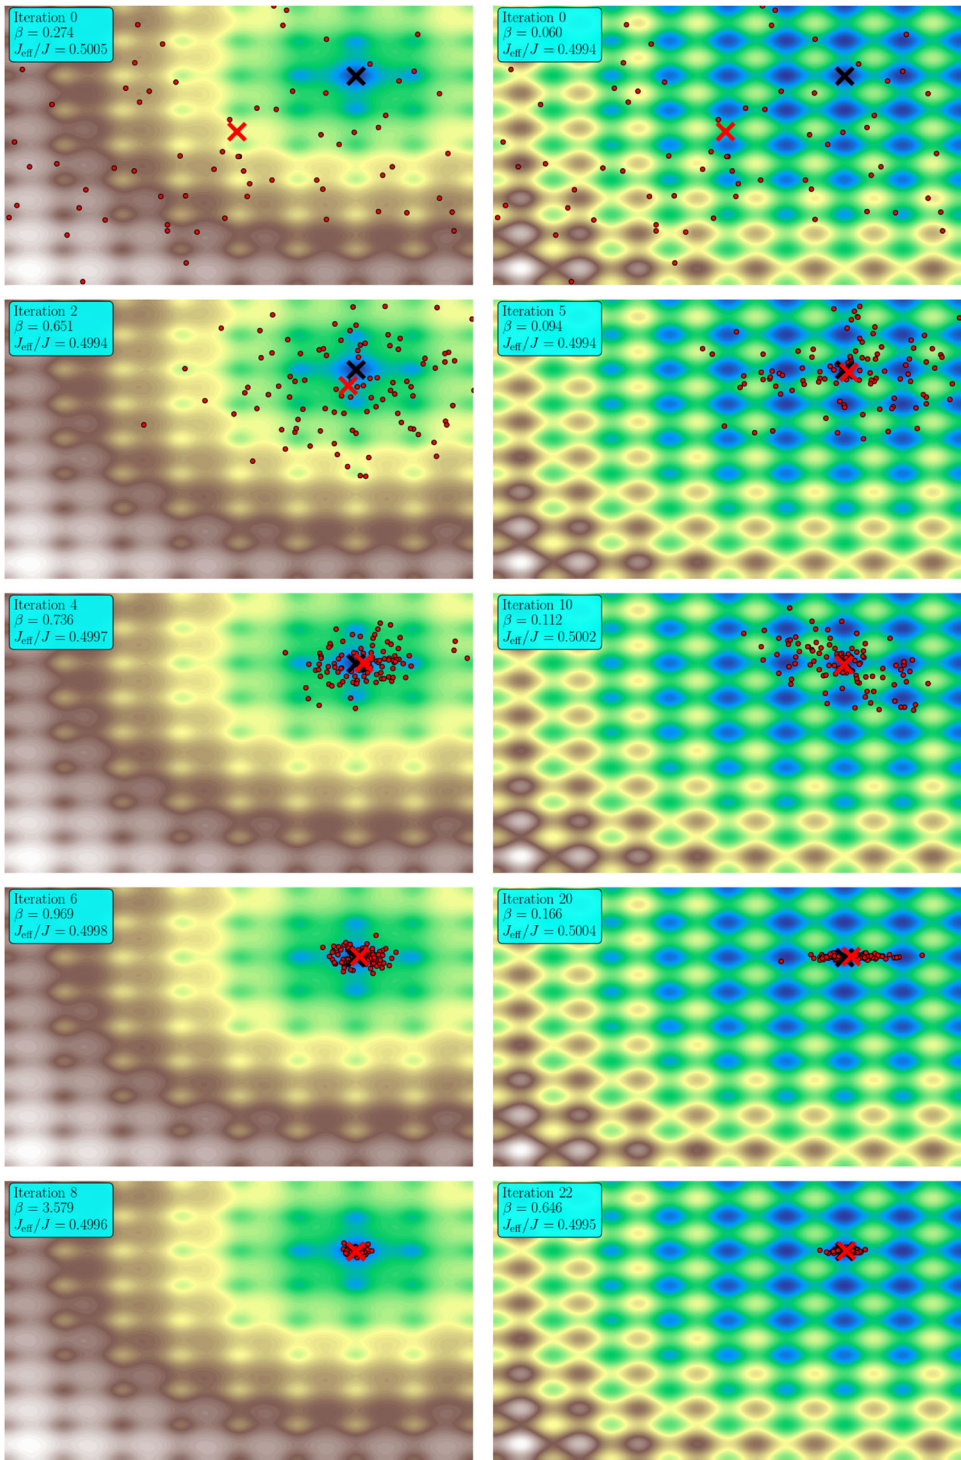 Iteration 0
β = 0.274
J_eff/J = 0.5005
Iteration 0
β = 0.060
J_eff/J = 0.4994
Iteration 2
β = 0.651
J_eff/J = 0.4994
Iteration 5
β = 0.094
J_eff/J = 0.4994
Iteration 4
β = 0.736
J_eff/J = 0.4997
Iteration 10
β = 0.112
J_eff/J = 0.5002
Iteration 6
β = 0.969
J_eff/J = 0.4998
Iteration 20
β = 0.166
J_eff/J = 0.5004
Iteration 8
β = 3.579
J_eff/J = 0.4996
Iteration 22
β = 0.646
J_eff/J = 0.4995